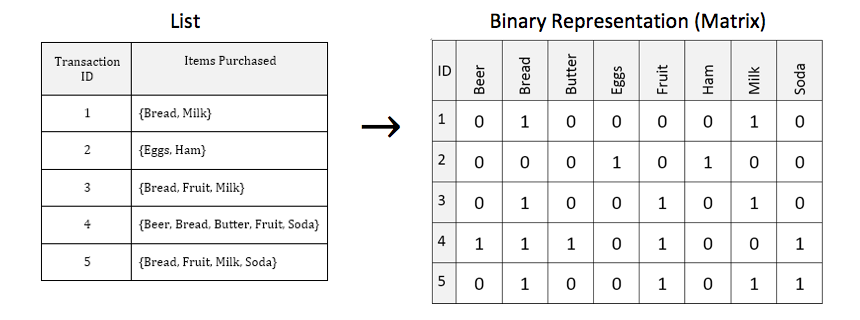 List
Transaction ID Items Purchased
1 {Bread, Milk}
2 {Eggs, Ham}
3 {Bread, Fruit, Milk}
4 {Beer, Bread, Butter, Fruit, Soda}
5 {Bread, Fruit, Milk, Soda}
→
Binary Representation (Matrix)
ID Beer Bread Butter Eggs Fruit Ham Milk Soda
1 0 1 0 0 0 0 1 0
2 0 0 0 1 0 1 0 0
3 0 1 0 0 1 0 1 0
4 1 1 1 0 1 0 0 1
5 0 1 0 0 1 0 1 1